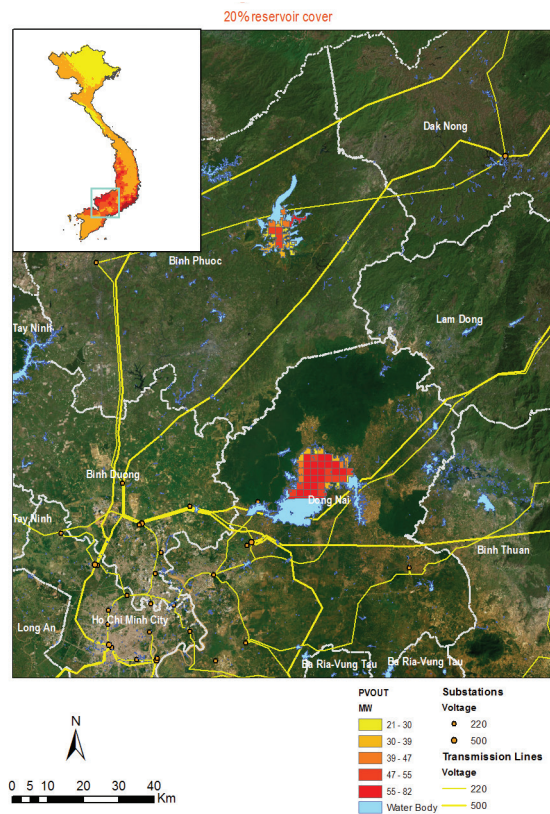 20% reservoir cover
Dak Nong
Binh Phuoc
Tay Ninh
Lam Dong
Binh Duong
Dong Nai
Tay Ninh
Binh Thuan
Long An
Ho Chi Minh City
Ba Ria-Vung Tau
Ba Ria-Vung Tau
N
0 5 10 20 30 40
Km
PVOUT
MW
21 - 30
30 - 39
39 - 47
47 - 55
55 - 82
Water Body
Substations
Voltage
220
500
Transmission Lines
Voltage
220
500